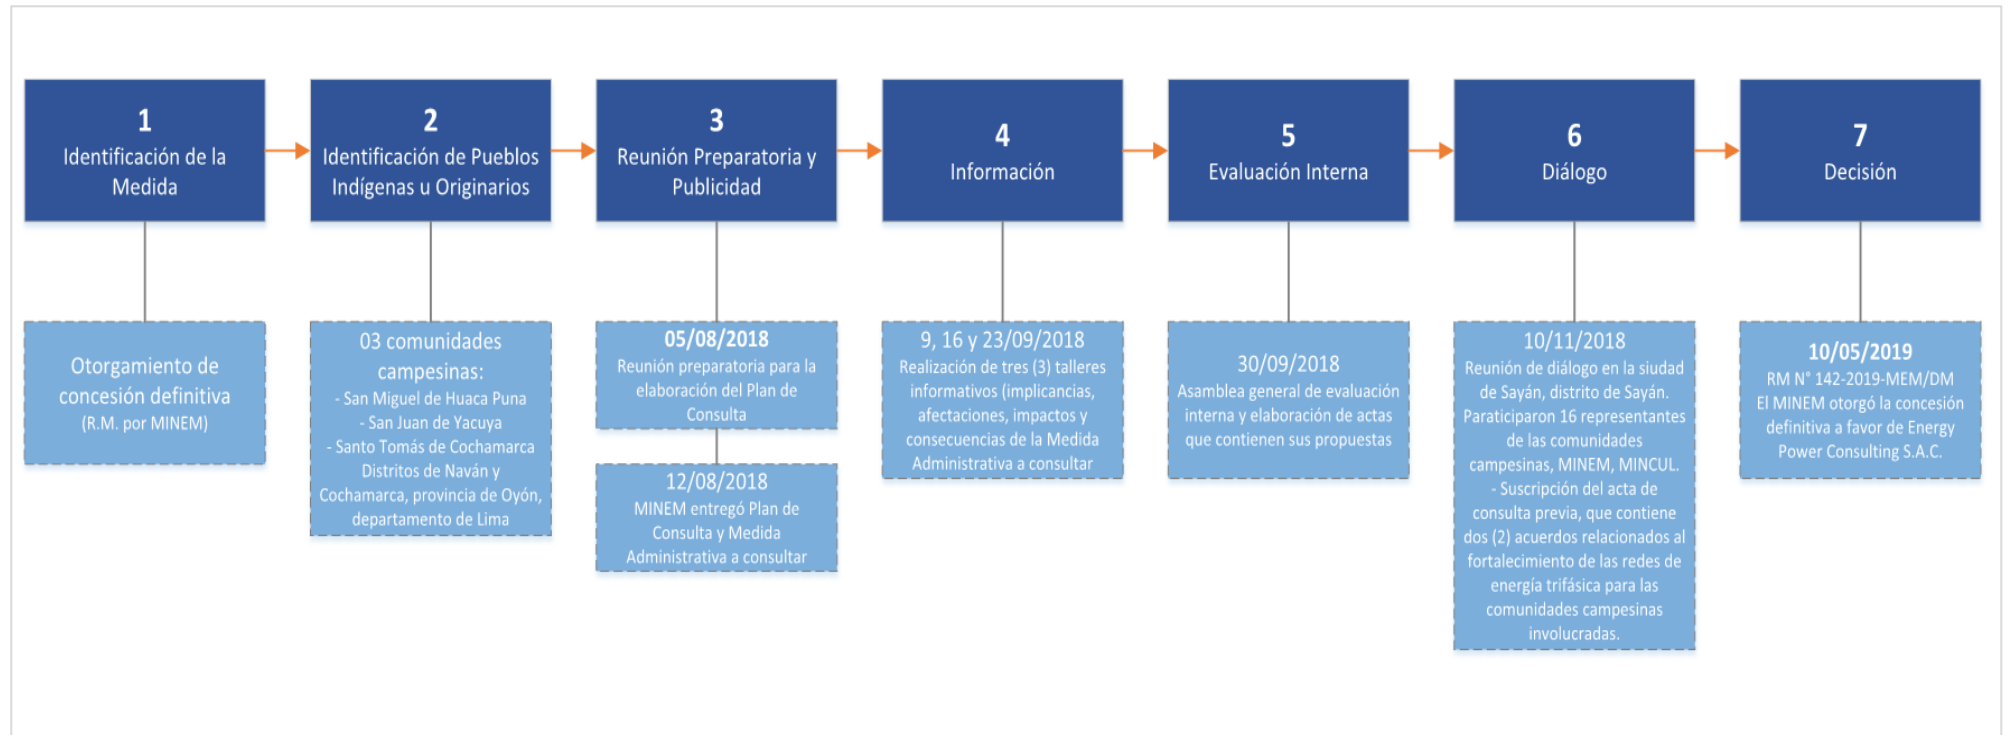 1
Identificación de la
Medida
2
Identificación de Pueblos
Indígenas u Originarios
3
Reunión Preparatoria y
Publicidad
4
Información
5
Evaluación Interna
6
Diálogo
7
Decisión
Otorgamiento de
concesión definitiva
(R.M. por MINEM)
03 comunidades
campesinas:
- San Miguel de Huaca Puna
- San Juan de Yacuya
- Santo Tomás de Cochamarca
Distritos de Naván y
Cochamarca, provincia de Oyón,
departamento de Lima
05/08/2018
Reunión preparatoria para la
elaboración del Plan de
Consulta
12/08/2018
MINEM entregó Plan de
Consulta y Medida
Administrativa a consultar
9, 16 y 23/09/2018
Realización de tres (3) talleres
informativos (implicancias,
afectaciones, impactos y
consecuencias de la Medida
Administrativa a consultar
30/09/2018
Asamblea general de evaluación
interna y elaboración de actas
que contienen sus propuestas
10/11/2018
Reunión de diálogo en la siudad
de Sayán, distrito de Sayán.
Paraticiparon 16 representantes
de las comunidades
campesinas, MINEM, MINCUL.
- Suscripción del acta de
consulta previa, que contiene
dos (2) acuerdos relacionados al
fortalecimiento de las redes de
energía trifásica para las
comunidades campesinas
involucradas.
10/05/2019
RM N° 142-2019-MEM/DM
El MINEM otorgó la concesión
definitiva a favor de Energy
Power Consulting S.A.C.